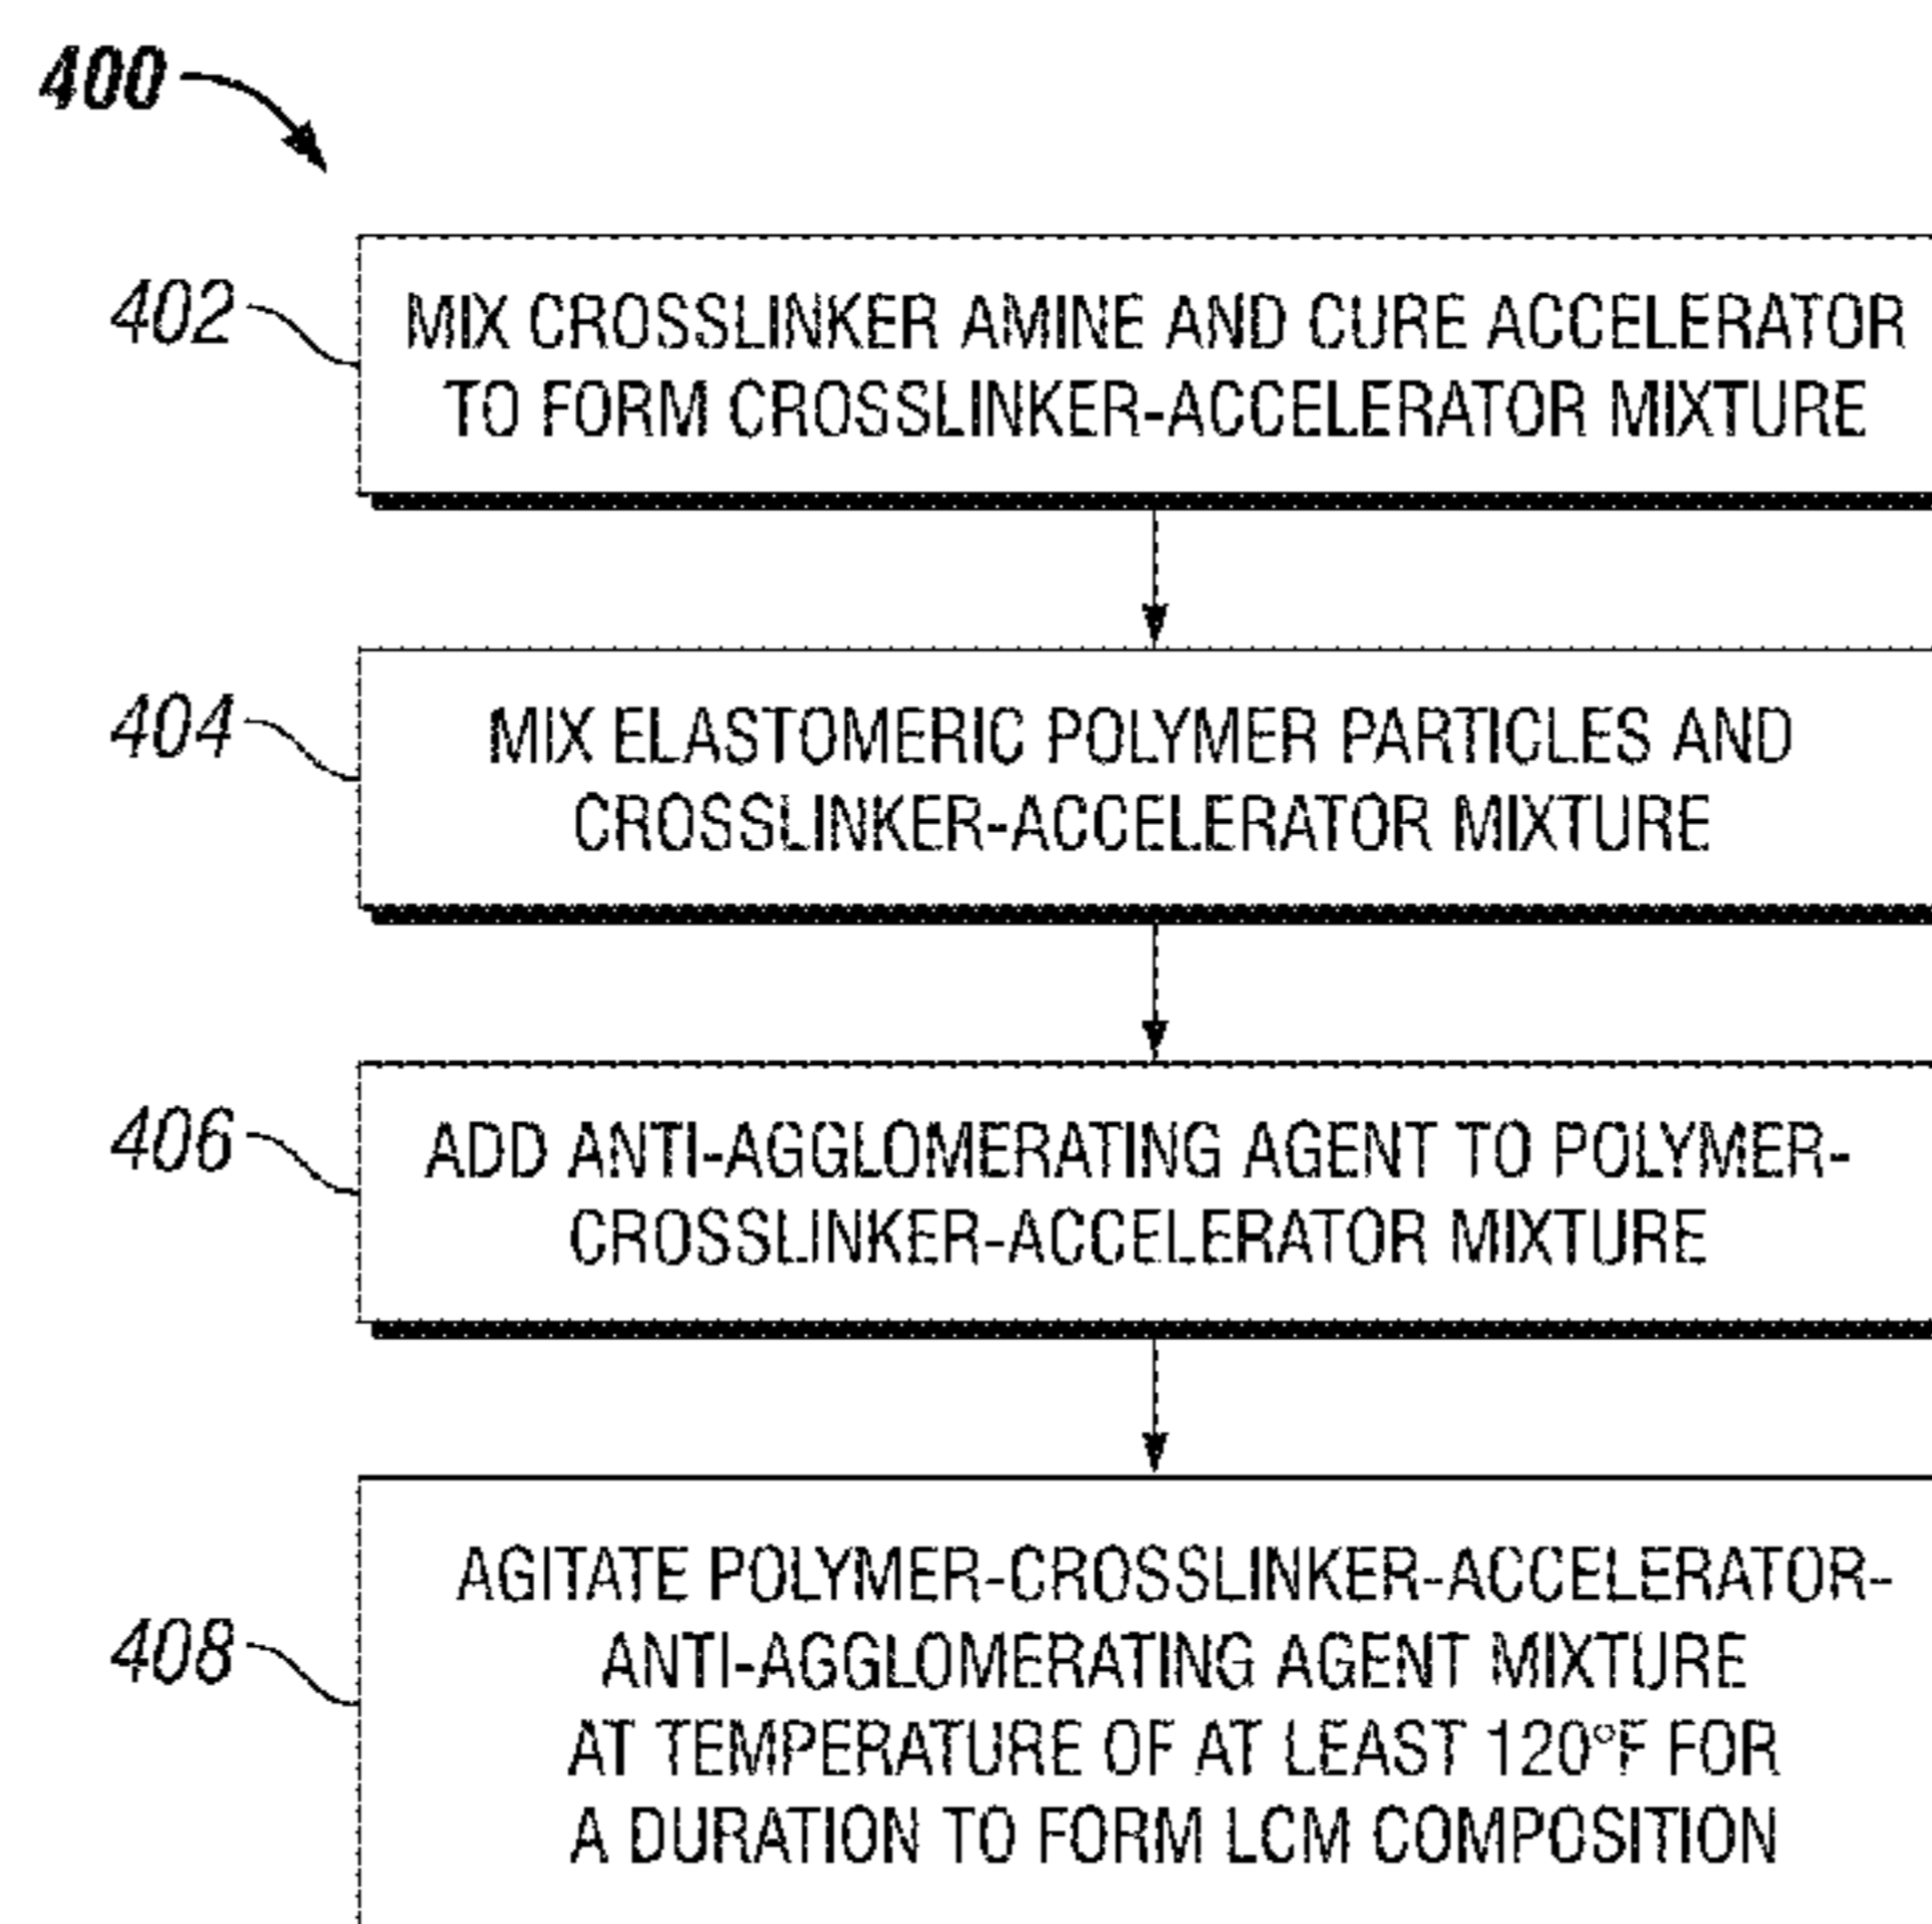 400
402
MIX CROSSLINKER AMINE AND CURE ACCELERATOR
TO FORM CROSSLINKER-ACCELERATOR MIXTURE
404
MIX ELASTOMERIC POLYMER PARTICLES AND
CROSSLINKER-ACCELERATOR MIXTURE
406
ADD ANTI-AGGLOMERATING AGENT TO POLYMER-
CROSSLINKER-ACCELERATOR MIXTURE
408
AGITATE POLYMER-CROSSLINKER-ACCELERATOR-
ANTI-AGGLOMERATING AGENT MIXTURE
AT TEMPERATURE OF AT LEAST 120°F FOR
A DURATION TO FORM LCM COMPOSITION